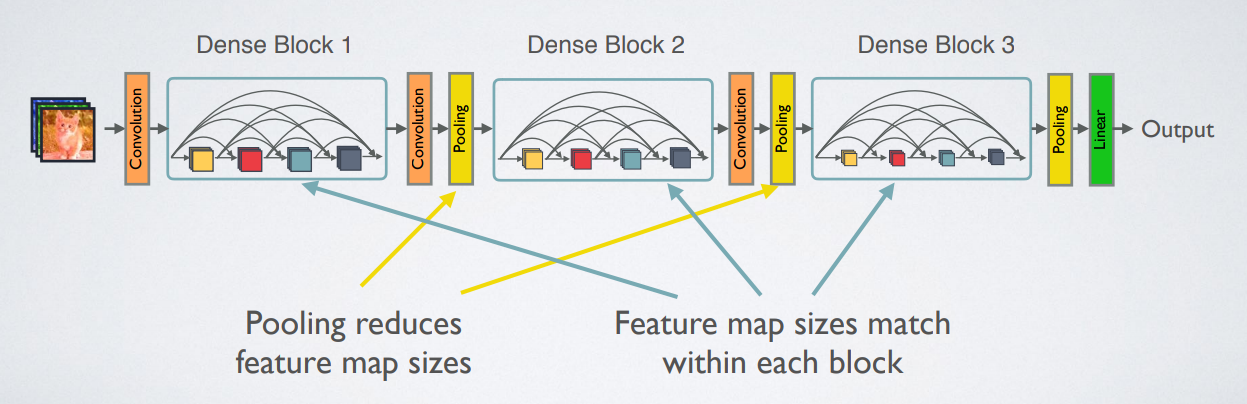 Dense Block 1
Dense Block 2
Dense Block 3
Convolution
Convolution
Pooling
Convolution
Pooling
Pooling
Linear
Output
Pooling reduces
feature map sizes
Feature map sizes match
within each block